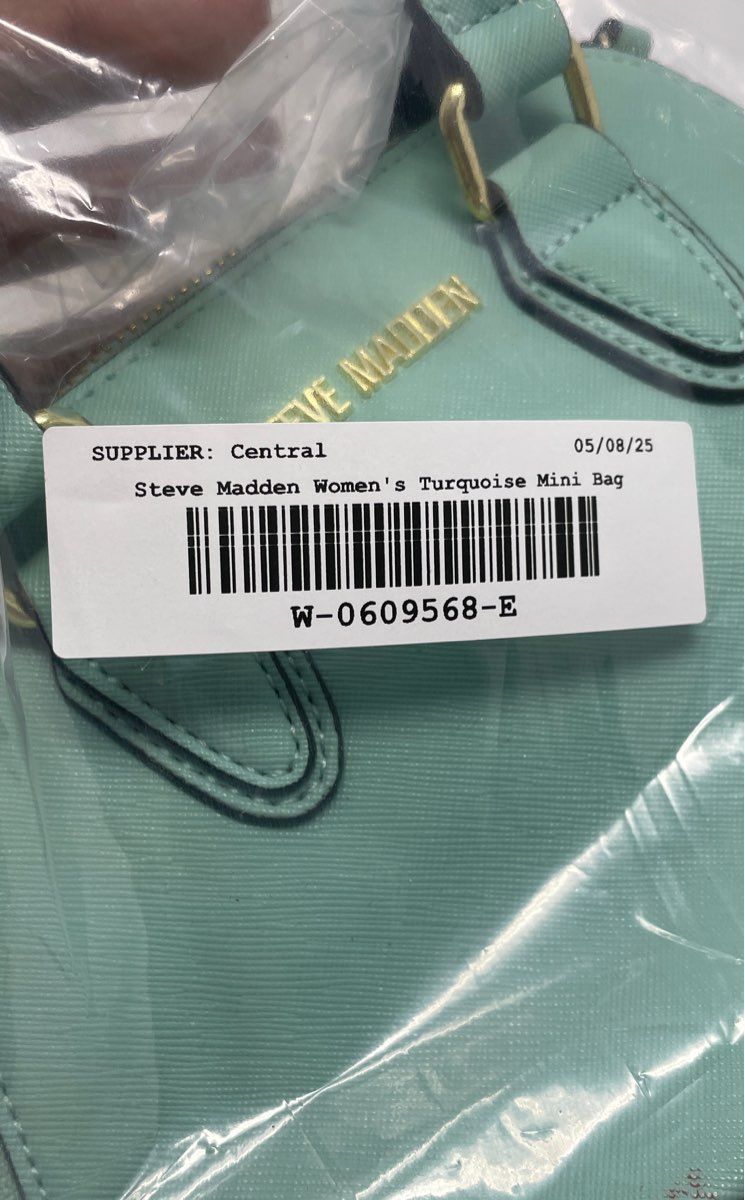 STEVE MADDEN
SUPPLIER: Central
05/08/25
Steve Madden Women's Turquoise Mini Bag
W-0609568-E